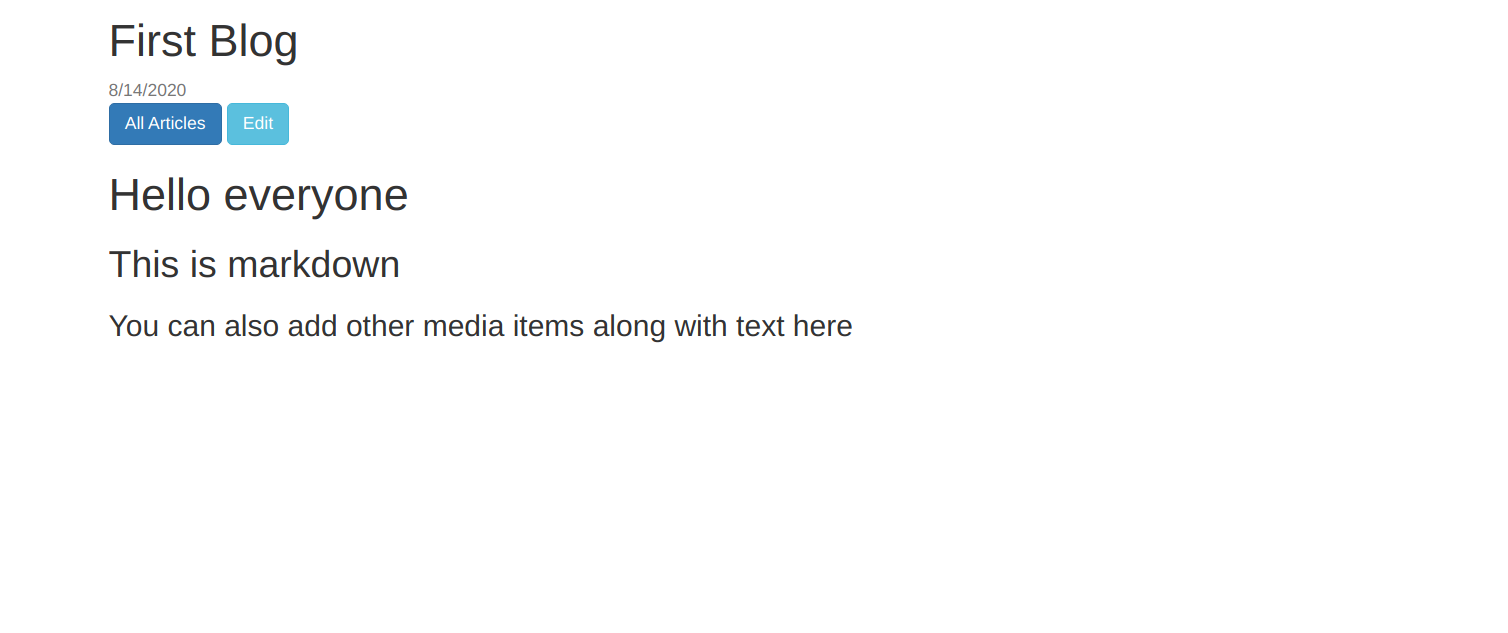 First Blog
8/14/2020
All Articles Edit
Hello everyone
This is markdown
You can also add other media items along with text here